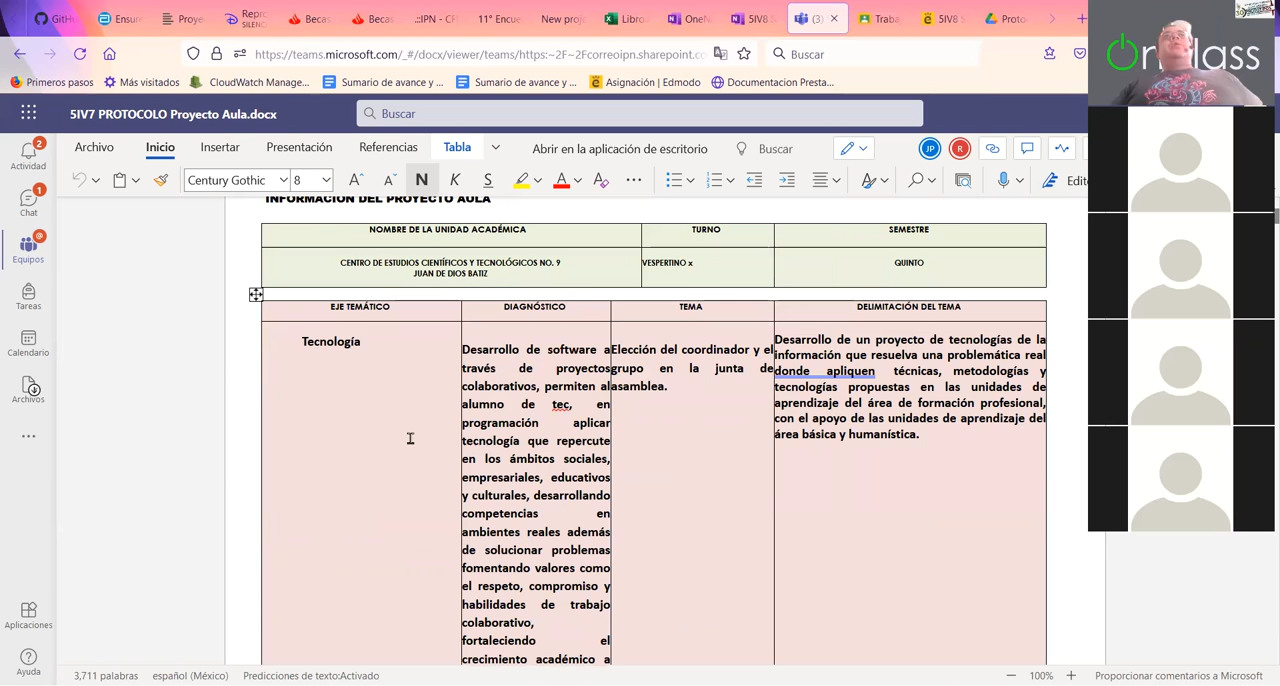 GitHu
Ensure
Proye
Repro
SILENC
Becas
Becas
.::IPN - CF
11° Encue
New proj
Libro
OneN
5IV8
(3)
Traba
5IV8 S
Proto
https://teams.microsoft.com/_#/docx/viewer/teams/https:~2F~2Fcorreoipn.sharepoint.co
Buscar
Primeros pasos
Más visitados
CloudWatch Manage...
Sumario de avance y ...
Sumario de avance y ...
Asignación | Edmodo
Documentacion Presta...
5IV7 PROTOCOLO Proyecto Aula.docx
Buscar
Archivo
Inicio
Insertar
Presentación
Referencias
Tabla
Abrir en la aplicación de escritorio
Buscar
JP
R
Century Gothic
8
N
K
S
Edit
2
Actividad
1
Chat
@
Equipos
Tareas
Calendario
Archivos
Aplicaciones
Ayuda
INFORMACIÓN DEL PROYECTO AULA
NOMBRE DE LA UNIDAD ACADÉMICA
TURNO
SEMESTRE
CENTRO DE ESTUDIOS CIENTÍFICOS Y TECNOLÓGICOS NO. 9
JUAN DE DIOS BATIZ
VESPERTINO x
QUINTO
EJE TEMÁTICO
DIAGNÓSTICO
TEMA
DELIMITACIÓN DEL TEMA
Tecnología
Desarrollo de software a
través de proyectos
colaborativos, permiten al
alumno de tec, en
programación aplicar
tecnología que repercute
en los ámbitos sociales,
empresariales, educativos
y culturales, desarrollando
competencias en
ambientes reales además
de solucionar problemas
fomentando valores como
el respeto, compromiso y
habilidades de trabajo
colaborativo,
fortaleciendo el
crecimiento académico a
Elección del coordinador y el
grupo en la junta de
asamblea.
Desarrollo de un proyecto de tecnologías de la
información que resuelva una problemática real
donde apliquen técnicas, metodologías y
tecnologías propuestas en las unidades de
aprendizaje del área de formación profesional,
con el apoyo de las unidades de aprendizaje del
área básica y humanística.
3,711 palabras
español (México)
Predicciones de texto:Activado
100%
Proporcionar comentarios a Microsoft